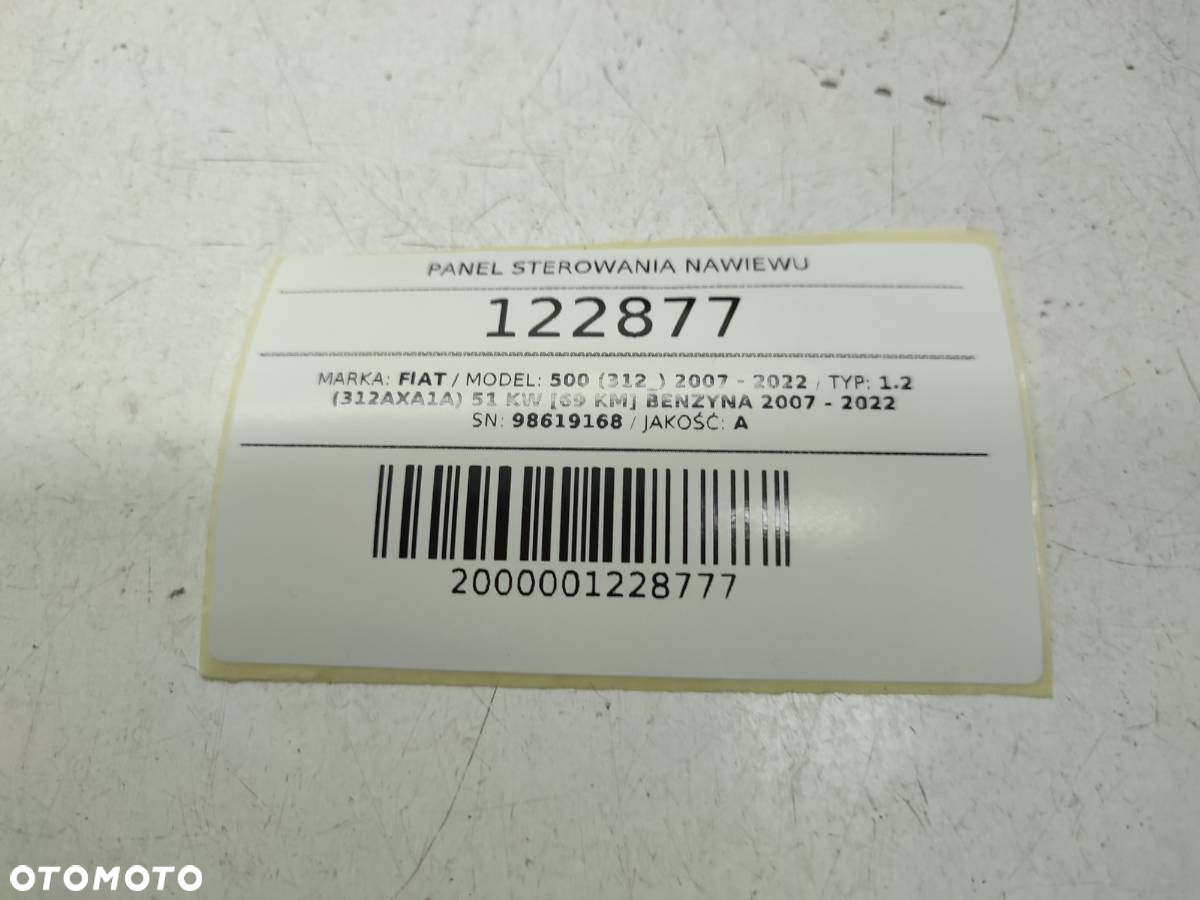 PANEL STEROWANIA NAWIEWU
122877
MARKA: FIAT / MODEL: 500 (312_) 2007 - 2022 / TYP: 1.2
(312AXA1A) 51 KW [69 KM] BENZYNA 2007 - 2022
SN: 98619168 / JAKOŚĆ: A
2000001228777
OTOMOTO